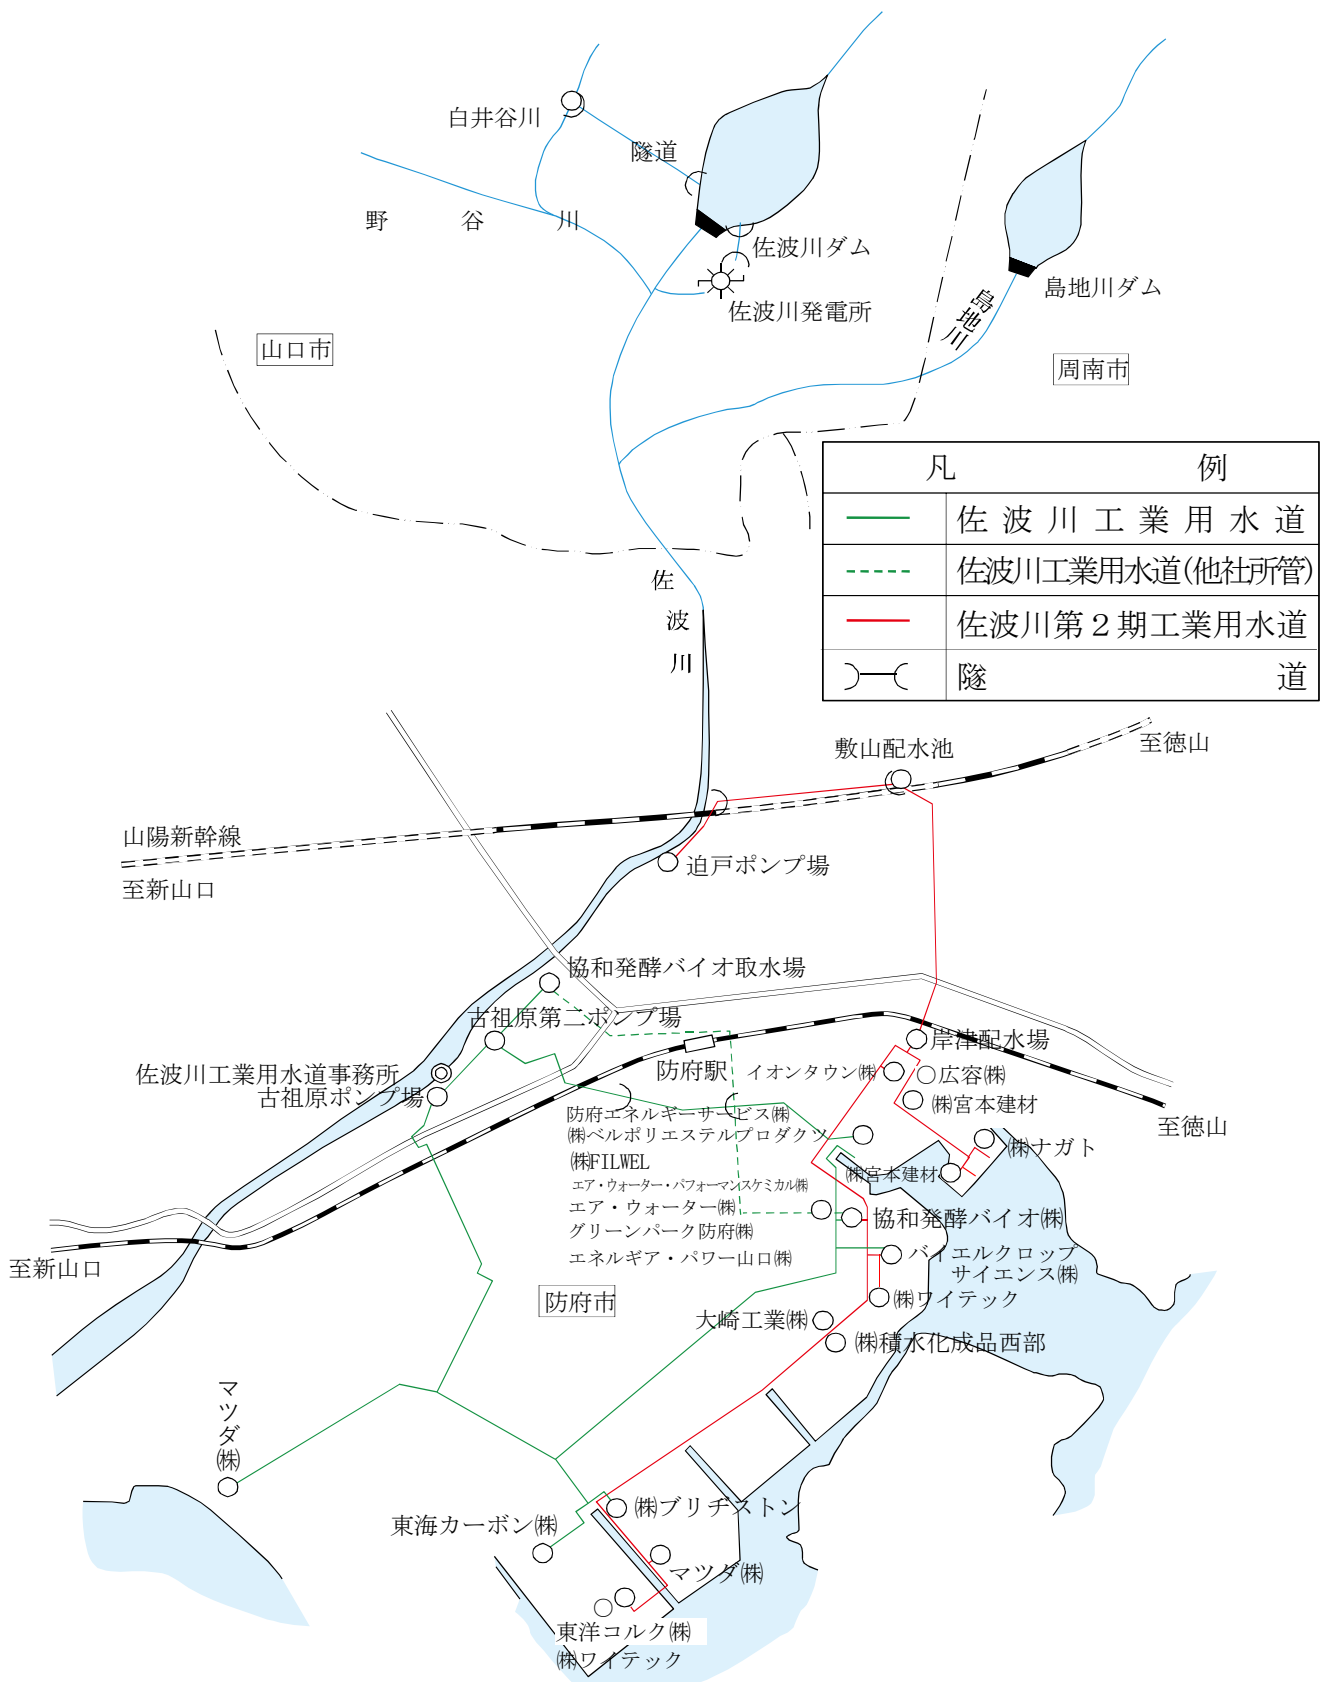 白井谷川
隧道
野谷川
佐波川ダム
佐波川発電所
島地川ダム
島地川
山口市
周南市
凡例
佐波川工業用水道
佐波川工業用水道(他社所管)
佐波川第2期工業用水道
隧道
佐波川
敷山配水池
至徳山
山陽新幹線
至新山口
迫戸ポンプ場
協和発酵バイオ取水場
古祖原第二ポンプ場
佐波川工業用水道事務所
古祖原ポンプ場
防府駅
岸津配水場
イオンタウン㈱
広容㈱
㈱宮本建材
防府エネルギーサービス㈱
㈱ベルポリエステルプロダクツ
㈱FILWEL
エア・ウォーター・パフォーマンスケミカル㈱
エア・ウォーター㈱
グリーンパーク防府㈱
エネルギア・パワー山口㈱
至徳山
㈱ナガト
㈱宮本建材
協和発酵バイオ㈱
バイエルクロップ
サイエンス㈱
㈱ワイテック
至新山口
防府市
大崎工業㈱
㈱積水化成品西部
マツダ㈱
㈱ブリヂストン
東海カーボン㈱
マツダ㈱
東洋コルク㈱
㈱ワイテック